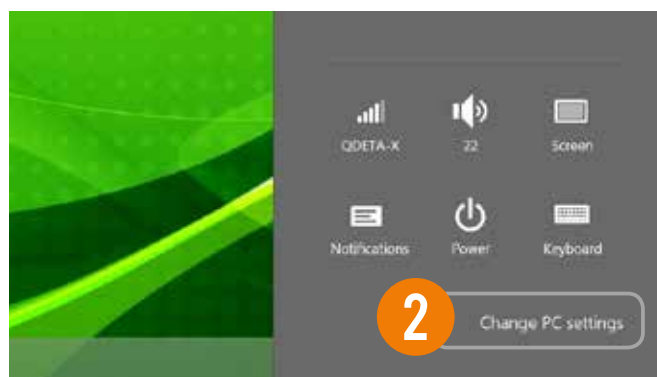 QDETA-X 22 Screen
Notifications Power Keyboard
2 Change PC settings